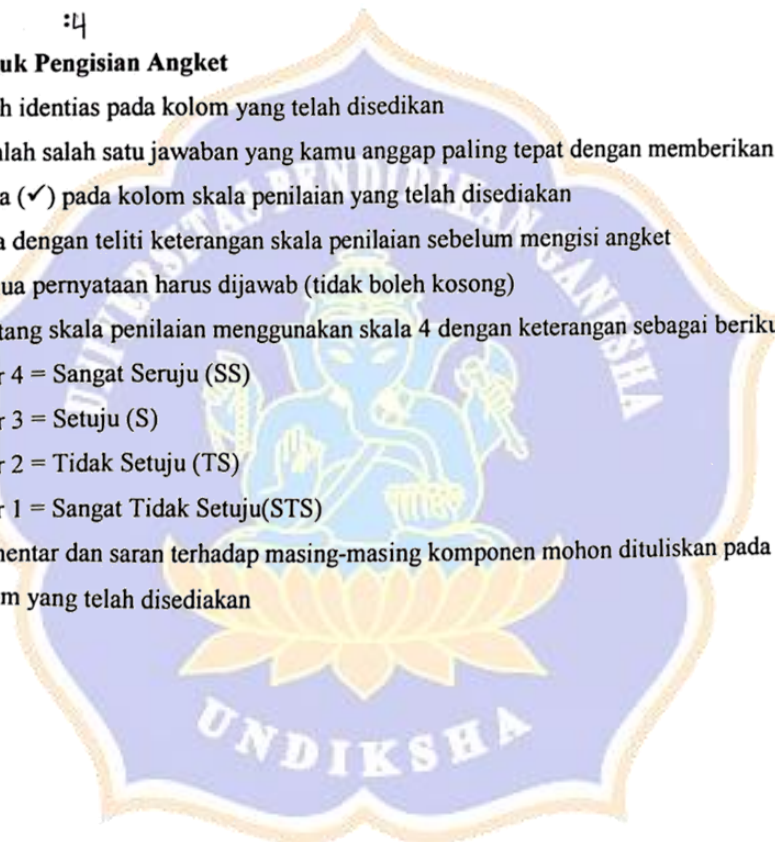 :4
uk Pengisian Angket
h identias pada kolom yang telah disedikan
lah salah satu jawaban yang kamu anggap paling tepat dengan memberikan
a (✓) pada kolom skala penilaian yang telah disediakan
a dengan teliti keterangan skala penilaian sebelum mengisi angket
ua pernyataan harus dijawab (tidak boleh kosong)
tang skala penilaian menggunakan skala 4 dengan keterangan sebagai beriku
r 4 = Sangat Seruju (SS)
r 3 = Setuju (S)
r 2 = Tidak Setuju (TS)
r 1 = Sangat Tidak Setuju(STS)
nentar dan saran terhadap masing-masing komponen mohon dituliskan pada
m yang telah disediakan
UNIVERSITAS PENDIDIKAN GANESHA
UNDIKSHA